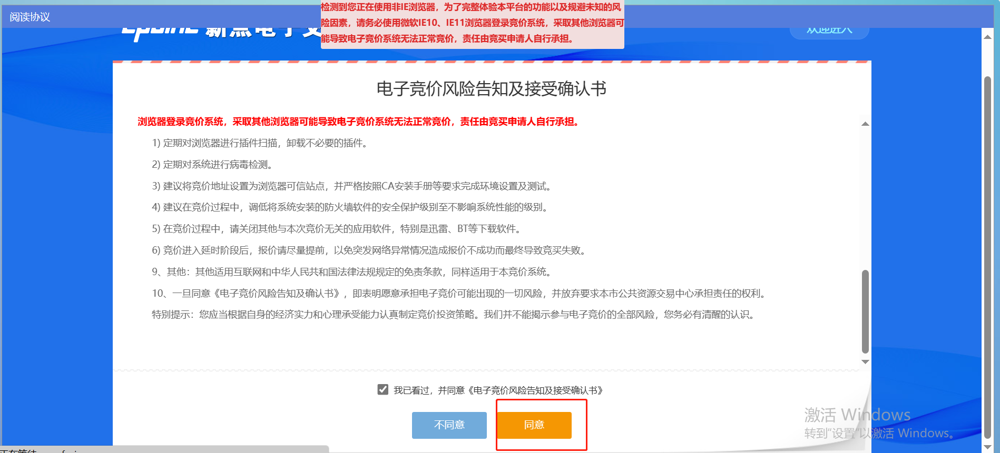 检测到您正在使用非IE浏览器，为了完整体验本平台的功能以及规避未知的风
险因素，请务必使用微软IE10、IE11浏览器登录竞价系统，采取其他浏览器可
能导致电子竞价系统无法正常竞价，责任由竞买申请人自行承担。
阅读协议
欢迎进入
电子竞价风险告知及接受确认书
浏览器登录竞价系统，采取其他浏览器可能导致电子竞价系统无法正常竞价，责任由竞买申请人自行承担。
1) 定期对浏览器进行插件扫描，卸载不必要的插件。
2) 定期对系统进行病毒检测。
3) 建议将竞价地址设置为浏览器可信站点，并严格按照CA安装手册等要求完成环境设置及测试。
4) 建议在竞价过程中，调低将系统安装的防火墙软件的安全保护级别至不影响系统性能的级别。
5) 在竞价过程中，请关闭其他与本次竞价无关的应用软件，特别是迅雷、BT等下载软件。
6) 竞价进入延时阶段后，报价请尽量提前，以免突发网络异常情况造成报价不成功而最终导致竞买失败。
9、其他：其他适用互联网和中华人民共和国法律法规规定的免责条款，同样适用于本竞价系统。
10、一旦同意《电子竞价风险告知及确认书》，即表明愿意承担电子竞价可能出现的一切风险，并放弃要求本市公共资源交易中心承担责任的权利。
特别提示：您应当根据自身的经济实力和心理承受能力认真制定竞价投资策略。我们并不能揭示参与电子竞价的全部风险，您务必有清醒的认识。
我已看过，并同意《电子竞价风险告知及接受确认书》
不同意
同意
激活 Windows
转到“设置”以激活 Windows。